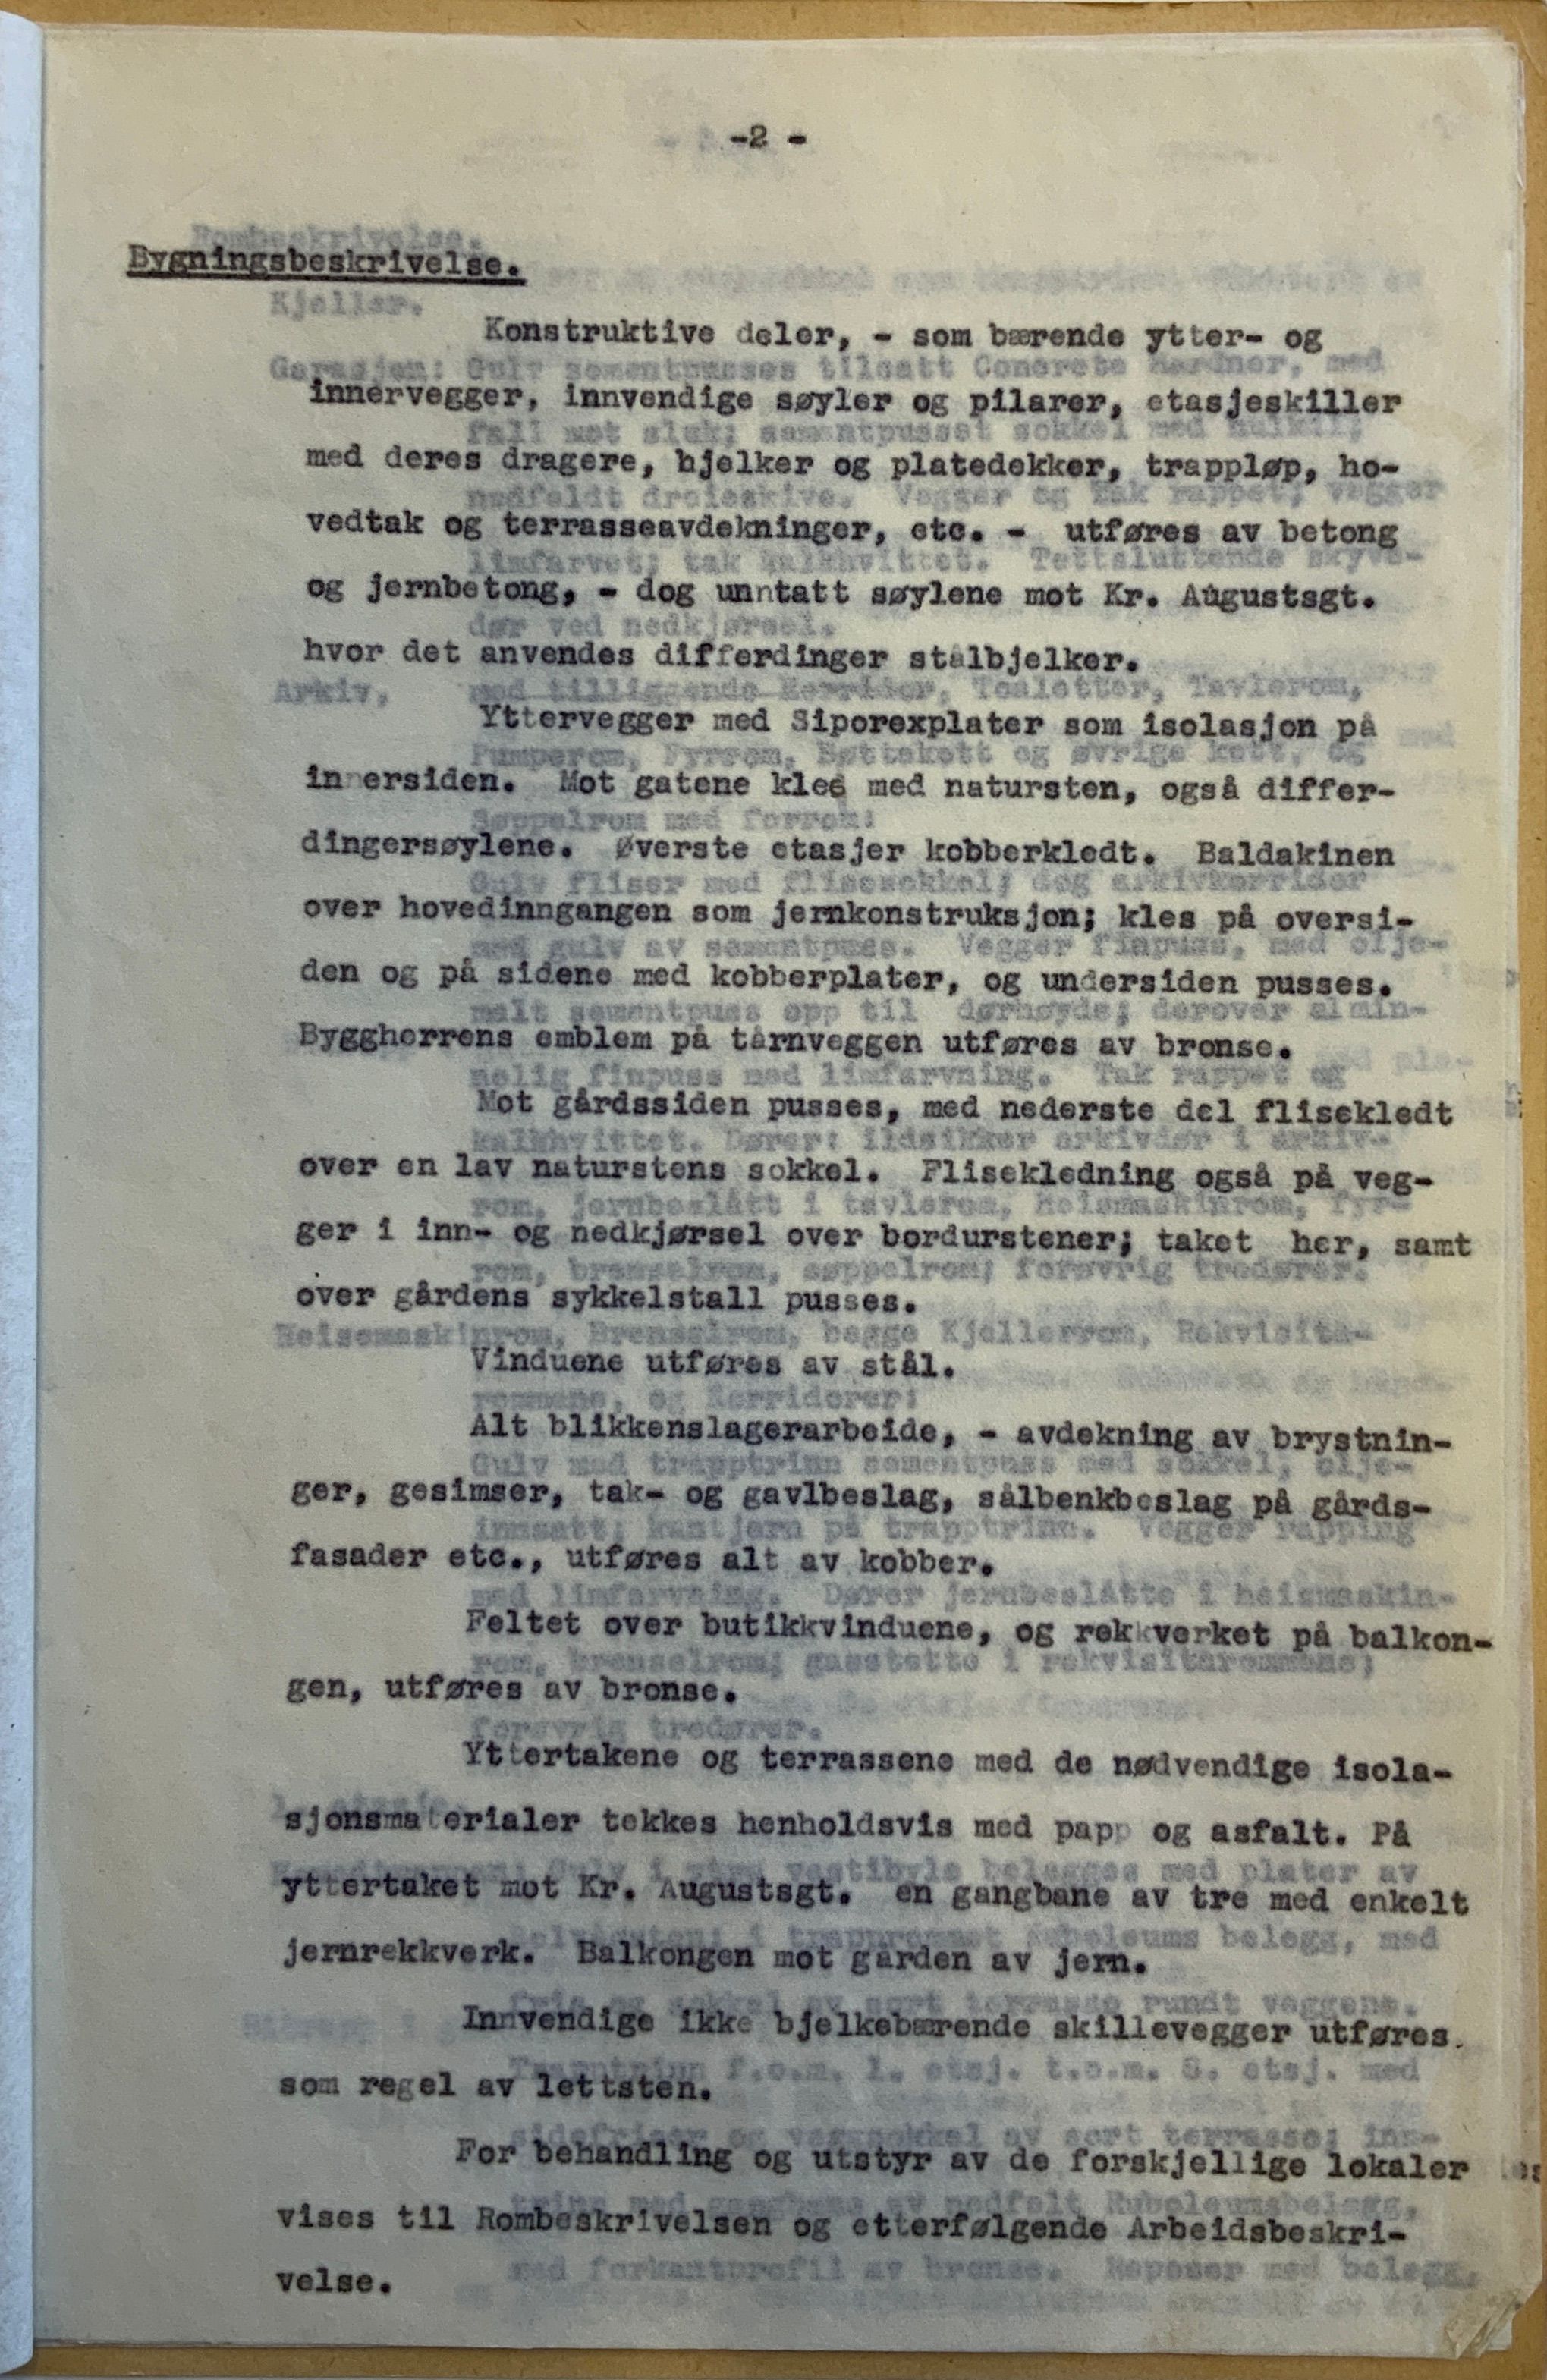 -2 -
Bygningsbeskrivelse.
Konstruktive deler, - som bærende ytter- og
innervegger, innvendige søyler og pilarer, etasjeskiller
med deres dragere, bjelker og platedekker, trappløp, ho-
vedtak og terrasseavdekninger, etc. - utføres av betong
og jernbetong, - dog unntatt søylene mot Kr. Augustsgt.
hvor det anvendes differdinger stålbjelker.
Yttervegger med Siporexplater som isolasjon på
innersiden. Mot gatene kles med natursten, også differ-
dingersøylene. Øverste etasjer kobberkledt. Baldakinen
over hovedinngangen som jernkonstruksjon; kles på oversi-
den og på sidene med kobberplater, og undersiden pusses.
Byggherrens emblem på tårnveggen utføres av bronse.
Mot gårdssiden pusses, med nederste del flisekledt
over en lav naturstens sokkel. Flisekledning også på veg-
ger i inn- og nedkjørsel over bordurstener; taket her, samt
over gårdens sykkelstall pusses.
Vinduene utføres av stål.
Alt blikkenslagerarbeide, - avdekning av brystnin-
ger, gesimser, tak- og gavlbeslag, sålbenkbeslag på gårds-
fasader etc., utføres alt av kobber.
Feltet over butikkvinduene, og rekkverket på balkon-
gen, utføres av bronse.
Yttertakene og terrassene med de nødvendige isola-
sjonsmaterialer tekkes henholdsvis med papp og asfalt. På
yttertaket mot Kr. Augustsgt. en gangbane av tre med enkelt
jernrekkverk. Balkongen mot gården av jern.
Innvendige ikke bjelkebærende skillevegger utføres
som regel av lettsten.
For behandling og utstyr av de forskjellige lokaler
vises til Rombeskrivelsen og etterfølgende Arbeidsbeskri-
velse.